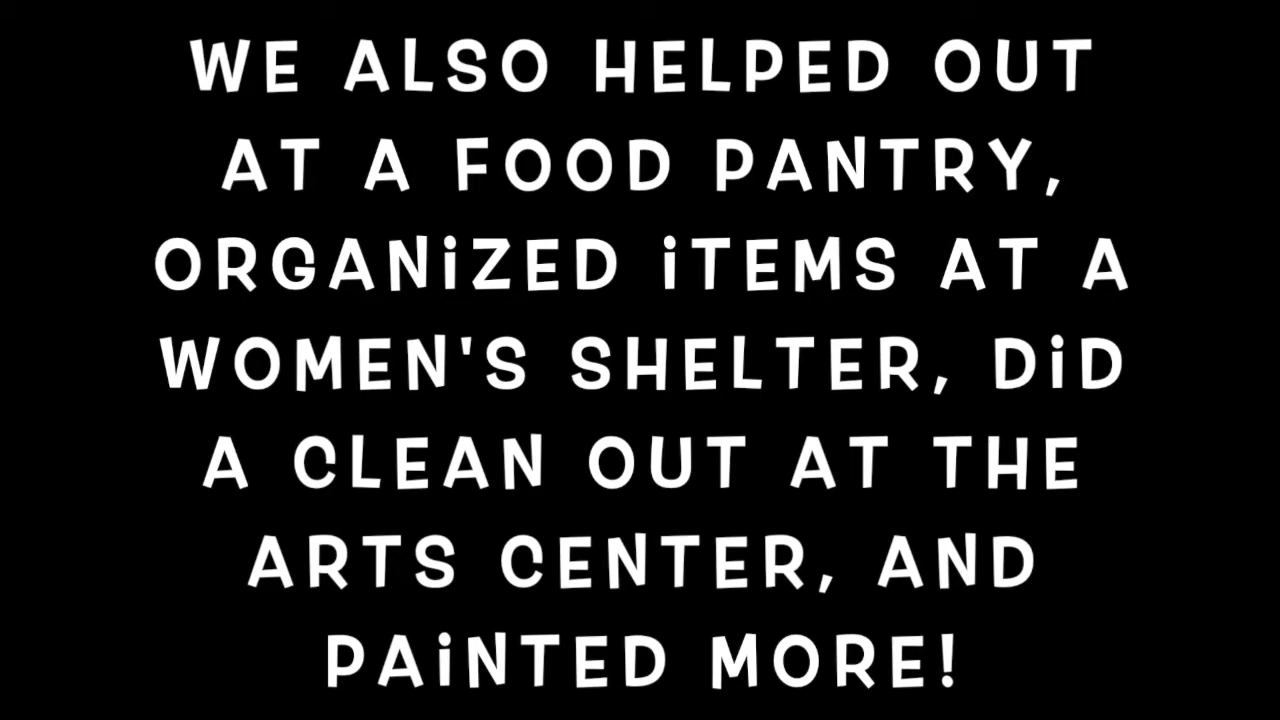 WE ALSO HELPED OUT
AT A FOOD PANTRY,
ORGANiZED iTEMS AT A
WOMEN'S SHELTER, DiD
A CLEAN OUT AT THE
ARTS CENTER, AND
PAiNTED MORE!